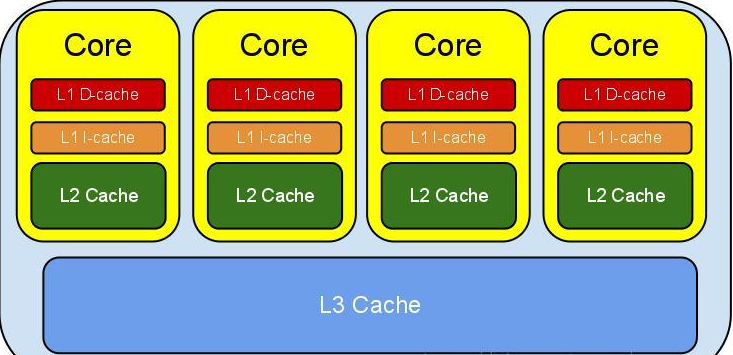 Core Core Core Core
L1 D-cache L1 D-cache L1 D-cache L1 D-cache
L1 I-cache L1 I-cache L1 I-cache L1 I-cache
L2 Cache L2 Cache L2 Cache L2 Cache
L3 Cache